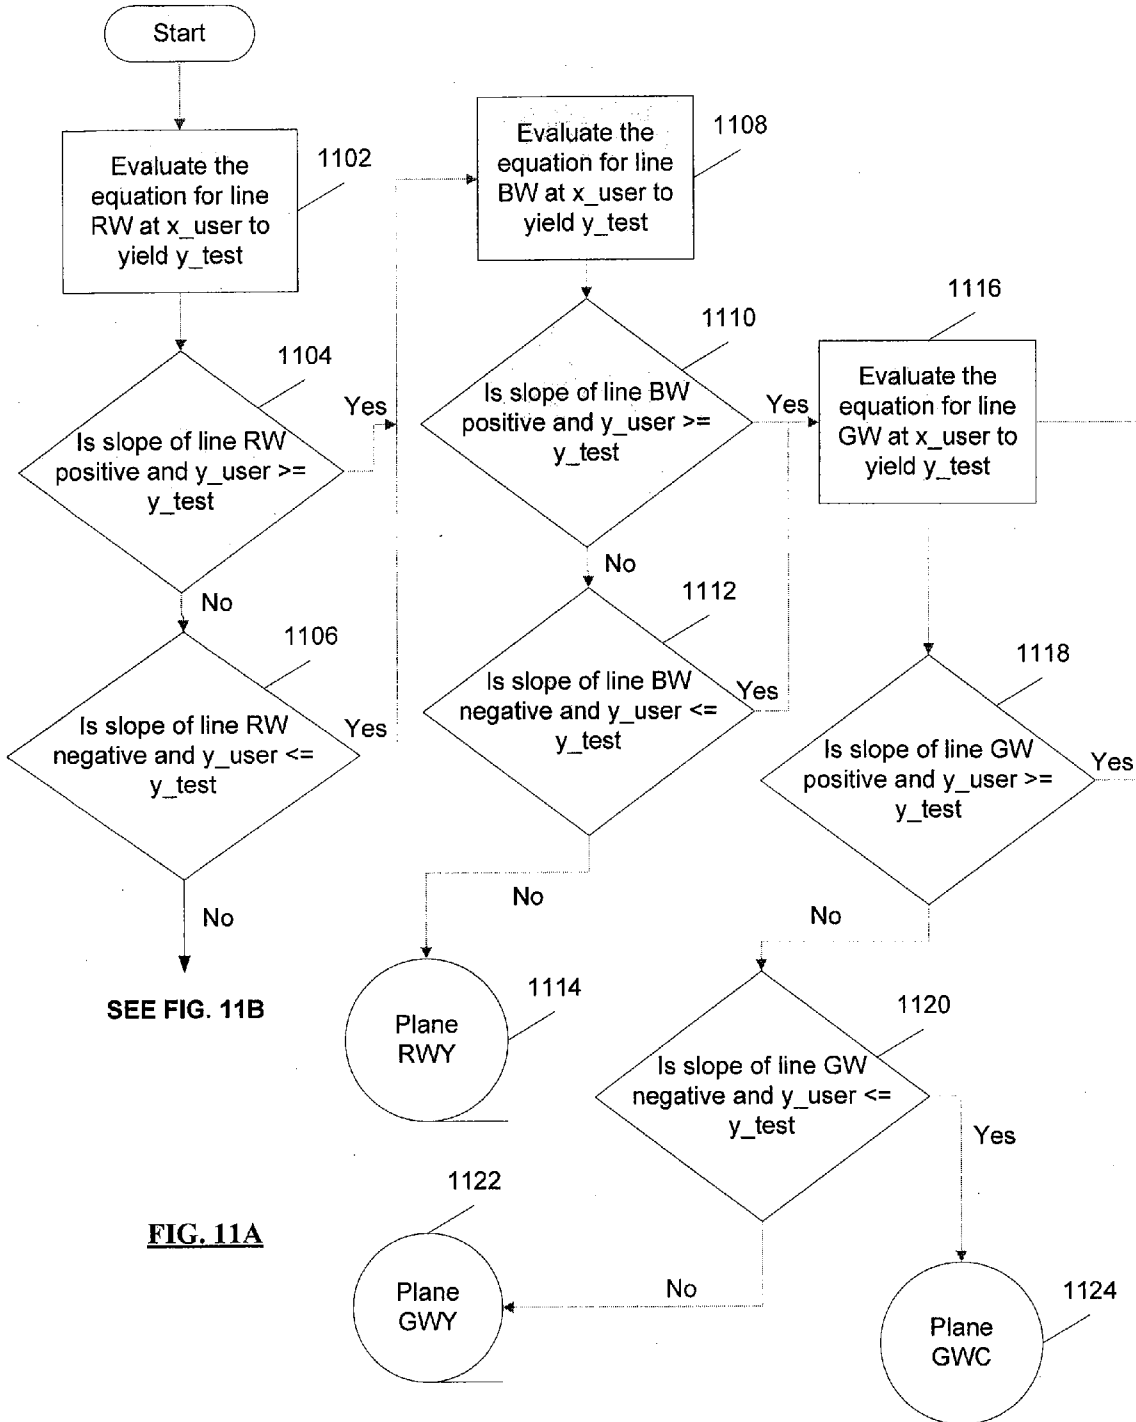 Start
Evaluate the
equation for line
RW at x_user to
yield y_test
1102
Is slope of line RW
positive and y_user >=
y_test
1104
Yes
No
Is slope of line RW
negative and y_user <=
y_test
1106
Yes
No
SEE FIG. 11B
Evaluate the
equation for line
BW at x_user to
yield y_test
1108
Is slope of line BW
positive and y_user >=
y_test
1110
Yes
No
Is slope of line BW
negative and y_user <=
y_test
1112
Yes
No
Plane
RWY
1114
Evaluate the
equation for line
GW at x_user to
yield y_test
1116
Is slope of line GW
positive and y_user >=
y_test
1118
Yes
No
Is slope of line GW
negative and y_user <=
y_test
1120
Yes
No
Plane
GWY
1122
Plane
GWC
1124
FIG. 11A